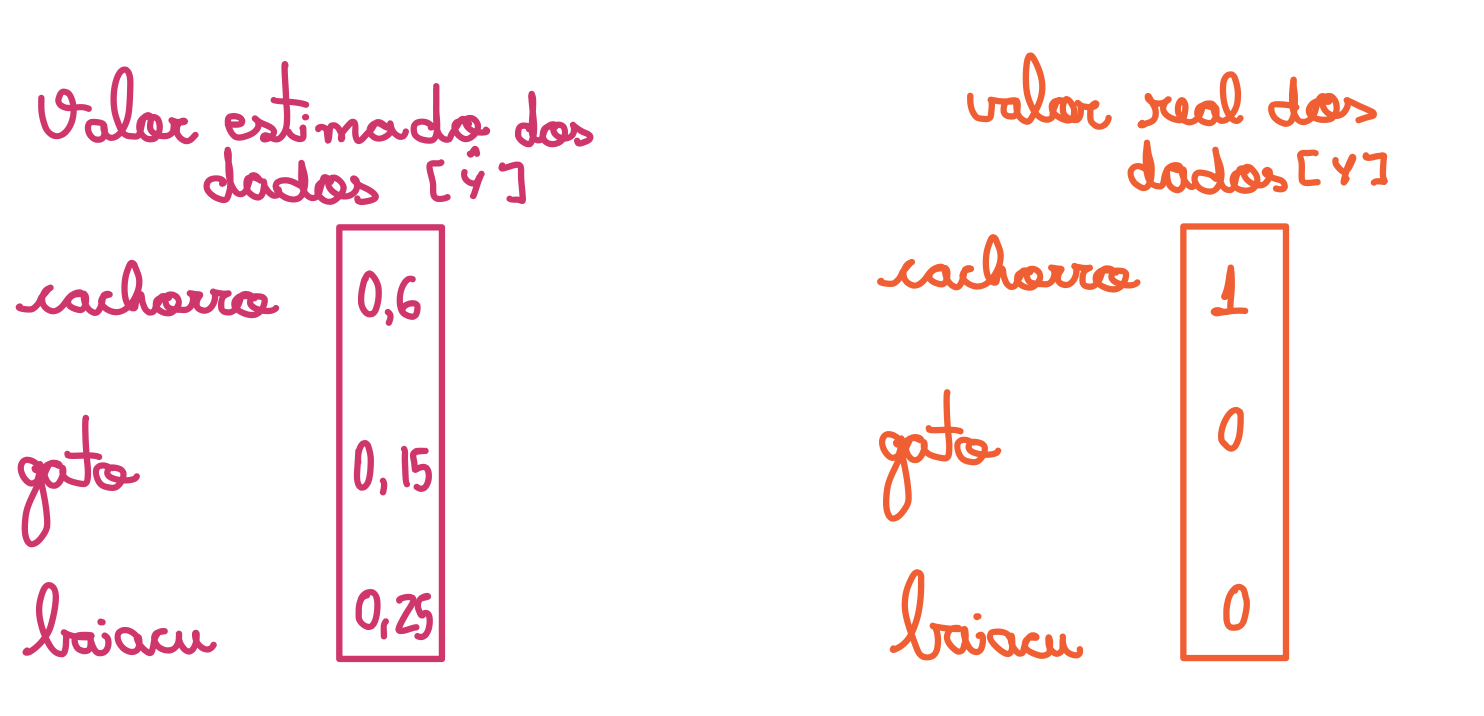 Valor estimado dos
dados [Ŷ]
cachorro 0,6
gato 0,15
baiacu 0,25
valor real dos
dados [Y]
cachorro 1
gato 0
baiacu 0